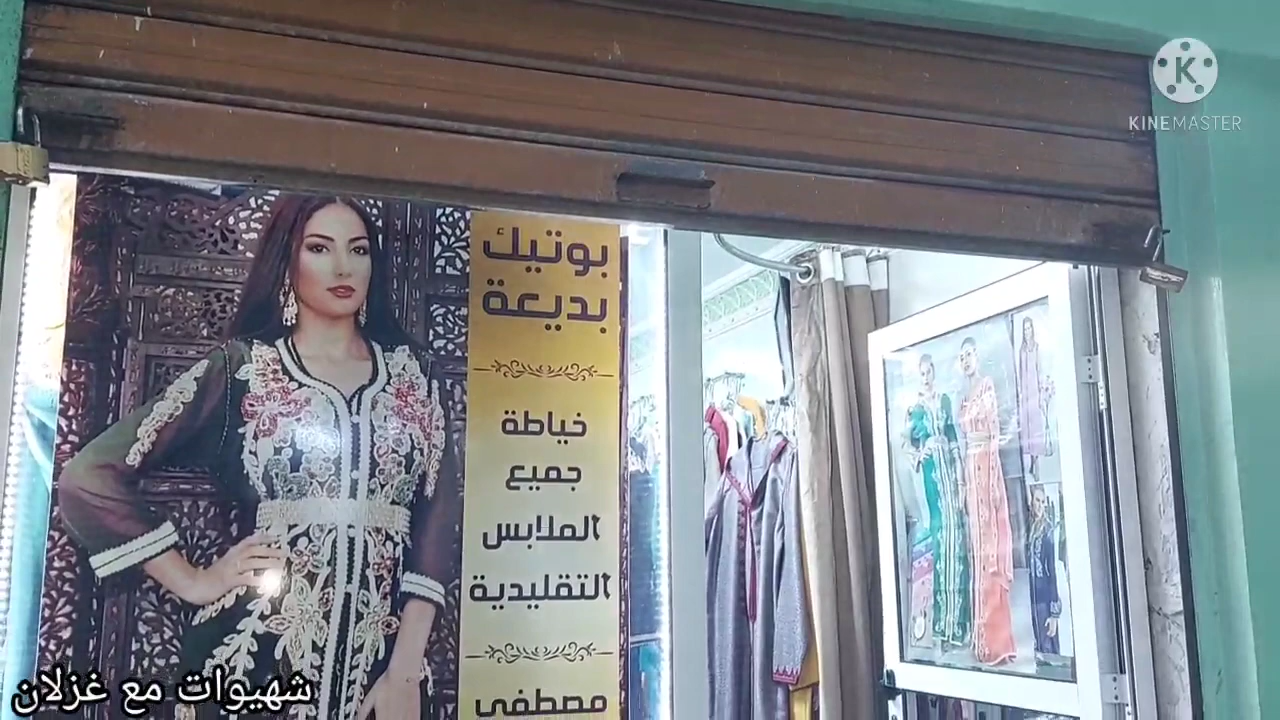 KINEMASTER
بوتيك
بديعة
خياطة
جميع
الملابس
التقليدية
مصطفى
شهيوات مع غزلان